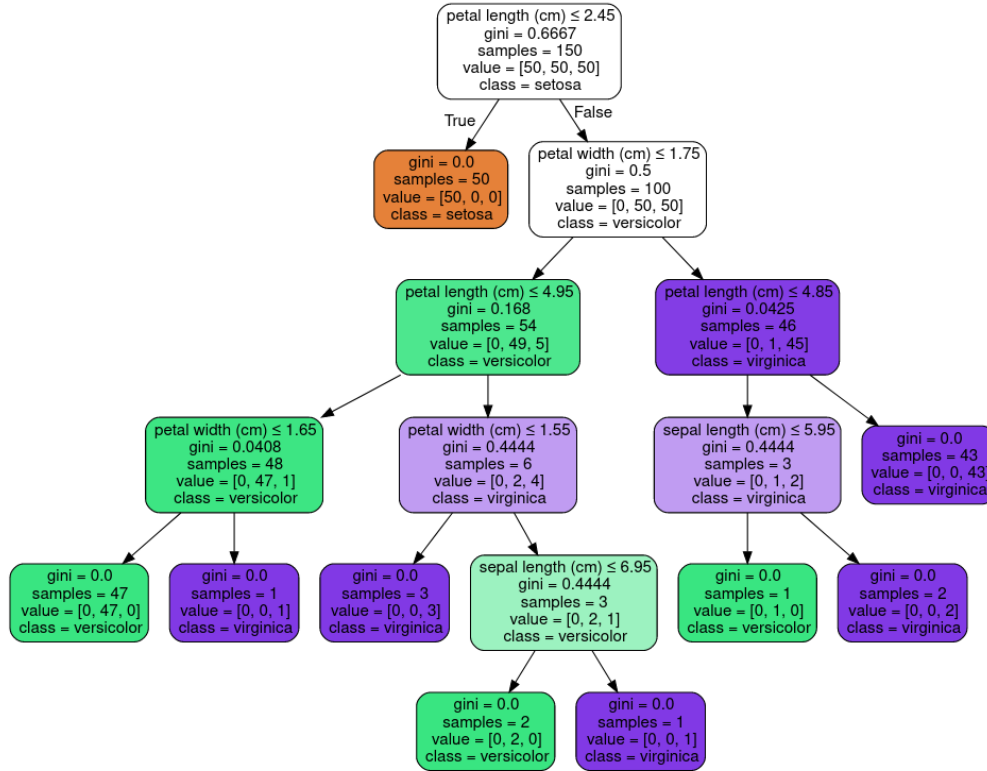 petal length (cm) ≤ 2.45
gini = 0.6667
samples = 150
value = [50, 50, 50]
class = setosa
True
False
gini = 0.0
samples = 50
value = [50, 0, 0]
class = setosa
petal width (cm) ≤ 1.75
gini = 0.5
samples = 100
value = [0, 50, 50]
class = versicolor
petal length (cm) ≤ 4.95
gini = 0.168
samples = 54
value = [0, 49, 5]
class = versicolor
petal length (cm) ≤ 4.85
gini = 0.0425
samples = 46
value = [0, 1, 45]
class = virginica
petal width (cm) ≤ 1.65
gini = 0.0408
samples = 48
value = [0, 47, 1]
class = versicolor
petal width (cm) ≤ 1.55
gini = 0.4444
samples = 6
value = [0, 2, 4]
class = virginica
sepal length (cm) ≤ 5.95
gini = 0.4444
samples = 3
value = [0, 1, 2]
class = virginica
gini = 0.0
samples = 43
value = [0, 0, 43]
class = virginica
gini = 0.0
samples = 47
value = [0, 47, 0]
class = versicolor
gini = 0.0
samples = 1
value = [0, 0, 1]
class = virginica
gini = 0.0
samples = 3
value = [0, 0, 3]
class = virginica
sepal length (cm) ≤ 6.95
gini = 0.4444
samples = 3
value = [0, 2, 1]
class = versicolor
gini = 0.0
samples = 1
value = [0, 1, 0]
class = versicolor
gini = 0.0
samples = 2
value = [0, 0, 2]
class = virginica
gini = 0.0
samples = 2
value = [0, 2, 0]
class = versicolor
gini = 0.0
samples = 1
value = [0, 0, 1]
class = virginica